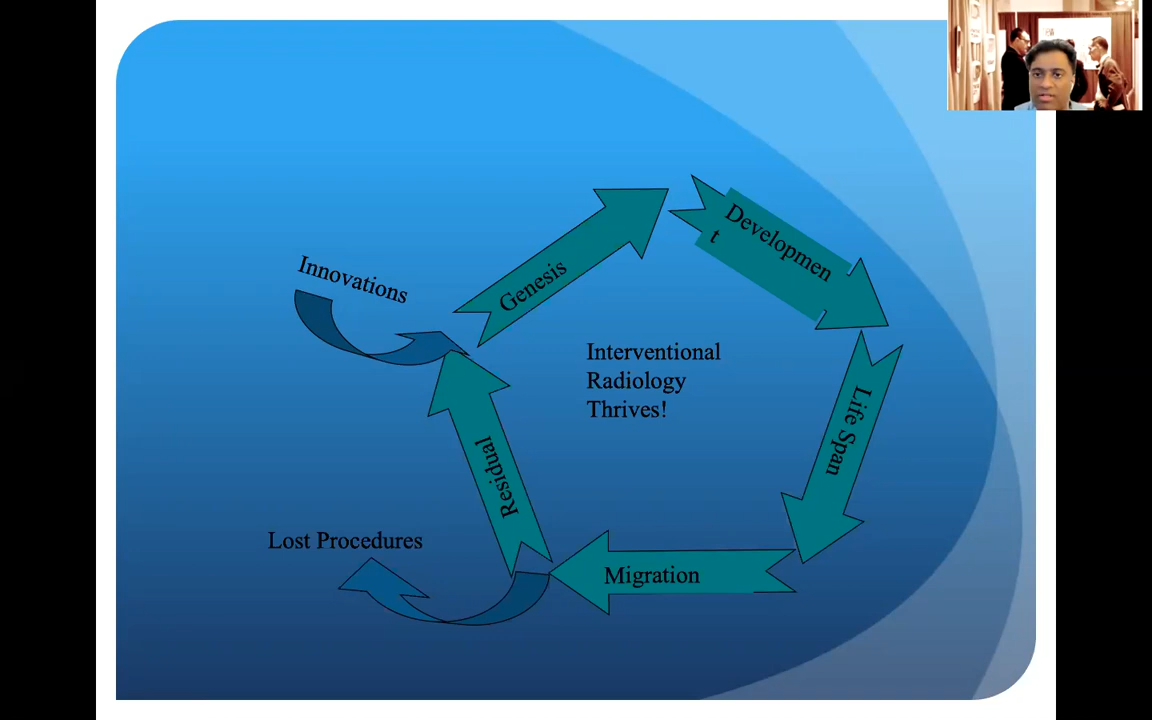 Innovations
Genesis
Developmen
t
Interventional
Radiology
Thrives!
Life Span
Residual
Lost Procedures
Migration